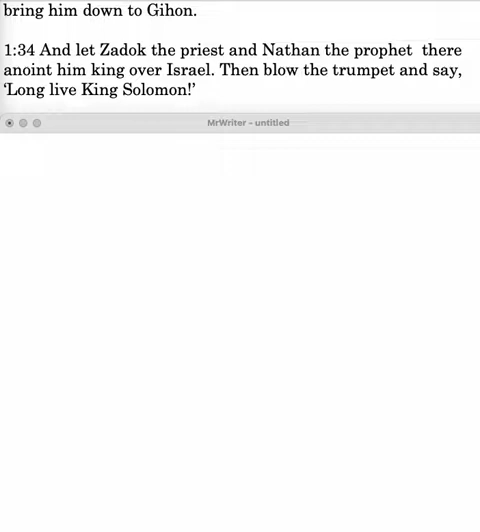 bring him down to Gihon.
1:34 And let Zadok the priest and Nathan the prophet  there
anoint him king over Israel. Then blow the trumpet and say,
‘Long live King Solomon!’
MrWriter - untitled